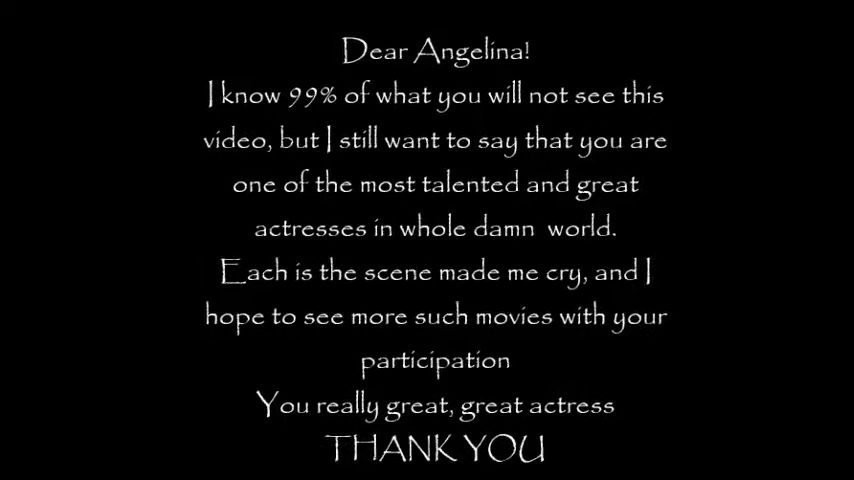 Dear Angelina!
I know 99% of what you will not see this
video, but I still want to say that you are
one of the most talented and great
actresses in whole damn world.
Each is the scene made me cry, and I
hope to see more such movies with your
participation
You really great, great actress
THANK YOU